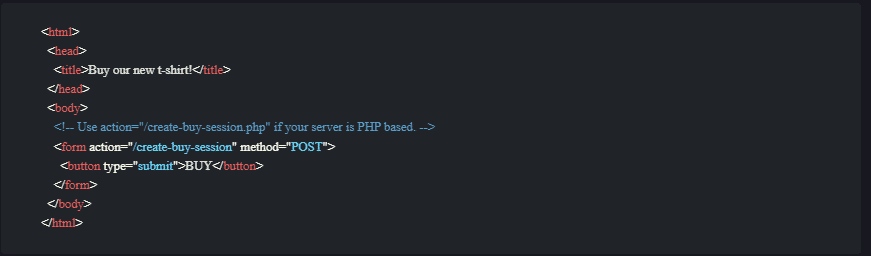 <html>
<head>
<title>Buy our new t-shirt!</title>
</head>
<body>
<!-- Use action="/create-buy-session.php" if your server is PHP based. -->
<form action="/create-buy-session" method="POST">
<button type="submit">BUY</button>
</form>
</body>
</html>